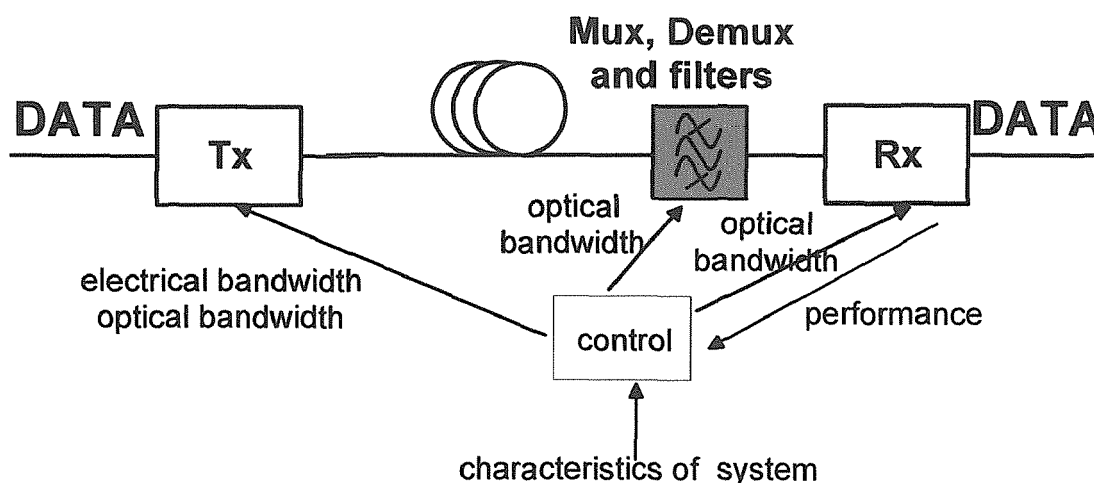 Mux, Demux
and filters
DATA
Tx
Rx
DATA
optical
bandwidth
optical
bandwidth
electrical bandwidth
optical bandwidth
control
performance
characteristics of system